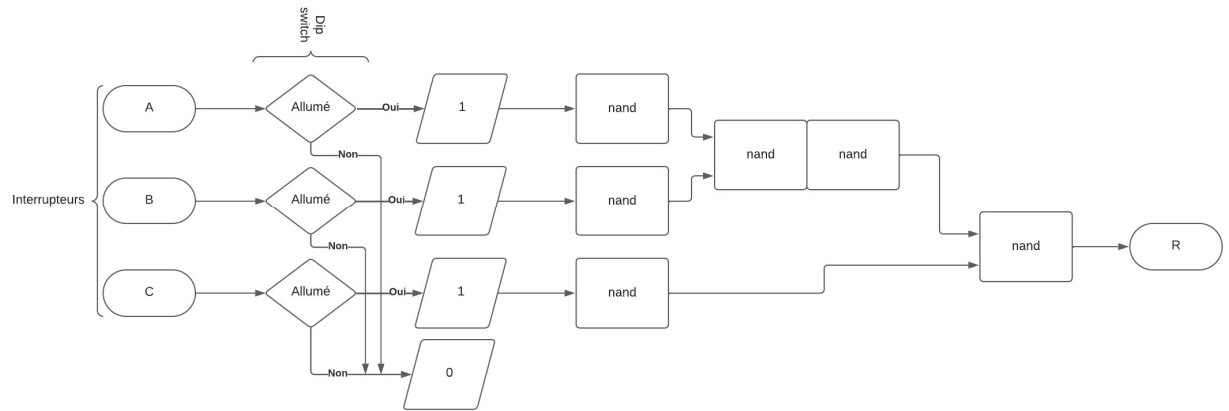 Dip
switch
A
Allumé
Oui
1
nand
Non
nand
nand
Interrupteurs
B
Allumé
Oui
1
nand
Non
nand
R
C
Allumé
Oui
1
nand
Non
0